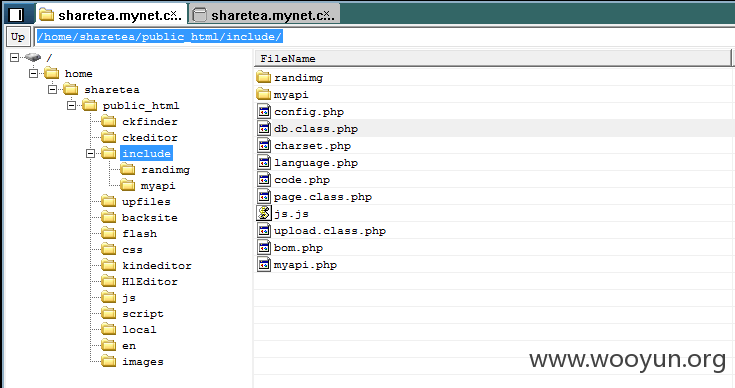 sharetea.mynet.c...
sharetea.mynet.c...
Up
/home/sharetea/public_html/include/
/
home
sharetea
public_html
ckfinder
ckeditor
include
randimg
myapi
upfiles
backsite
flash
css
kindeditor
HlEditor
js
script
local
en
images
FileName
randimg
myapi
config.php
db.class.php
charset.php
language.php
code.php
page.class.php
js.js
upload.class.php
bom.php
myapi.php
www.wooyun.org